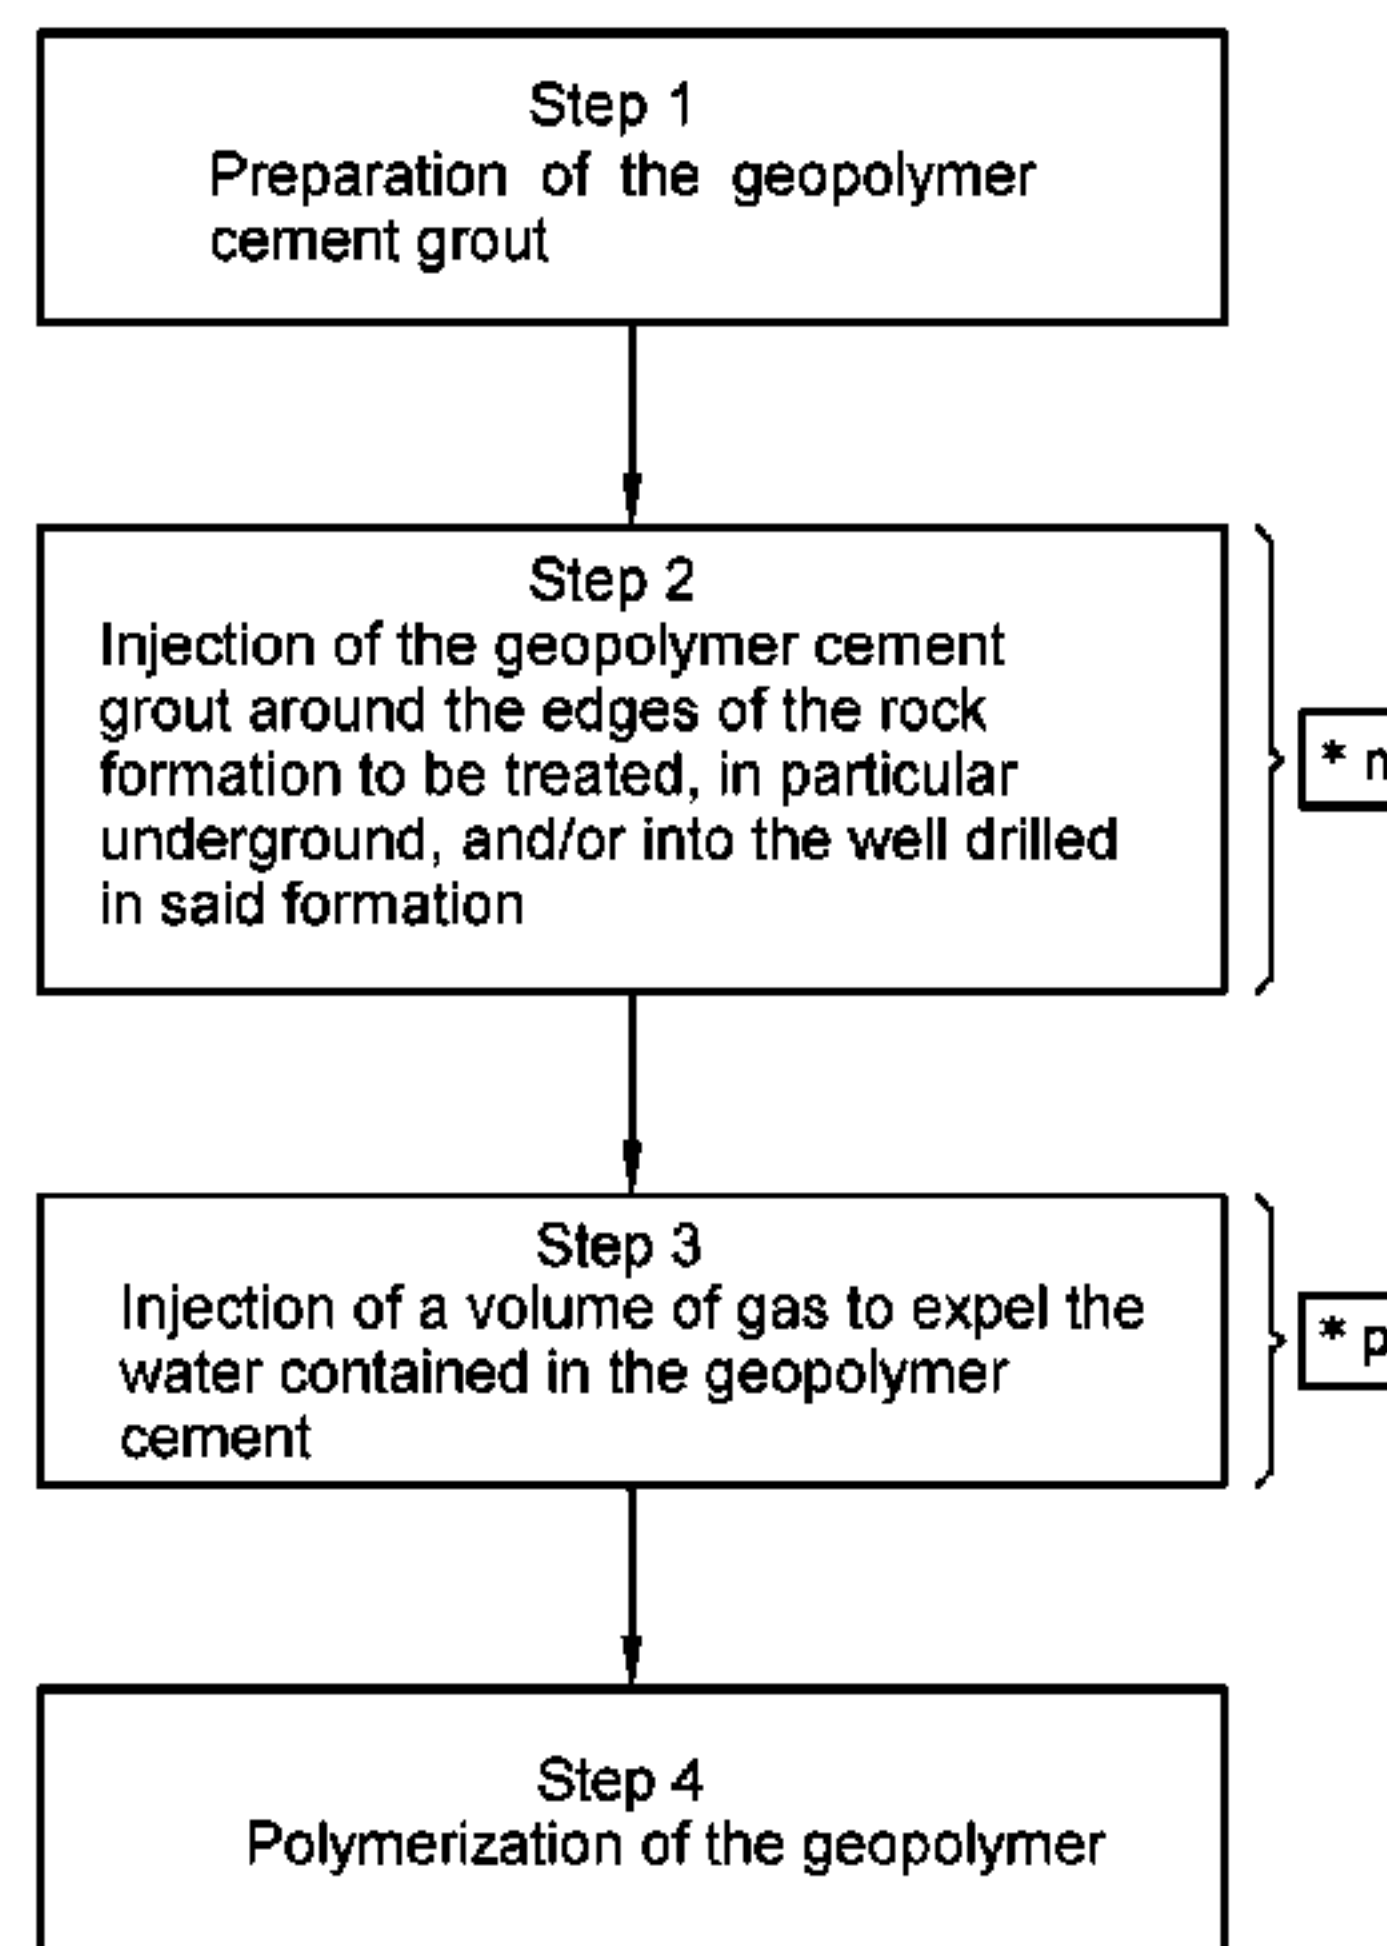 Step 1
Preparation of the geopolymer
cement grout
Step 2
Injection of the geopolymer cement
grout around the edges of the rock
formation to be treated, in particular
underground, and/or into the well drilled
in said formation
* n
Step 3
Injection of a volume of gas to expel the
water contained in the geopolymer
cement
* p
Step 4
Polymerization of the geopolymer